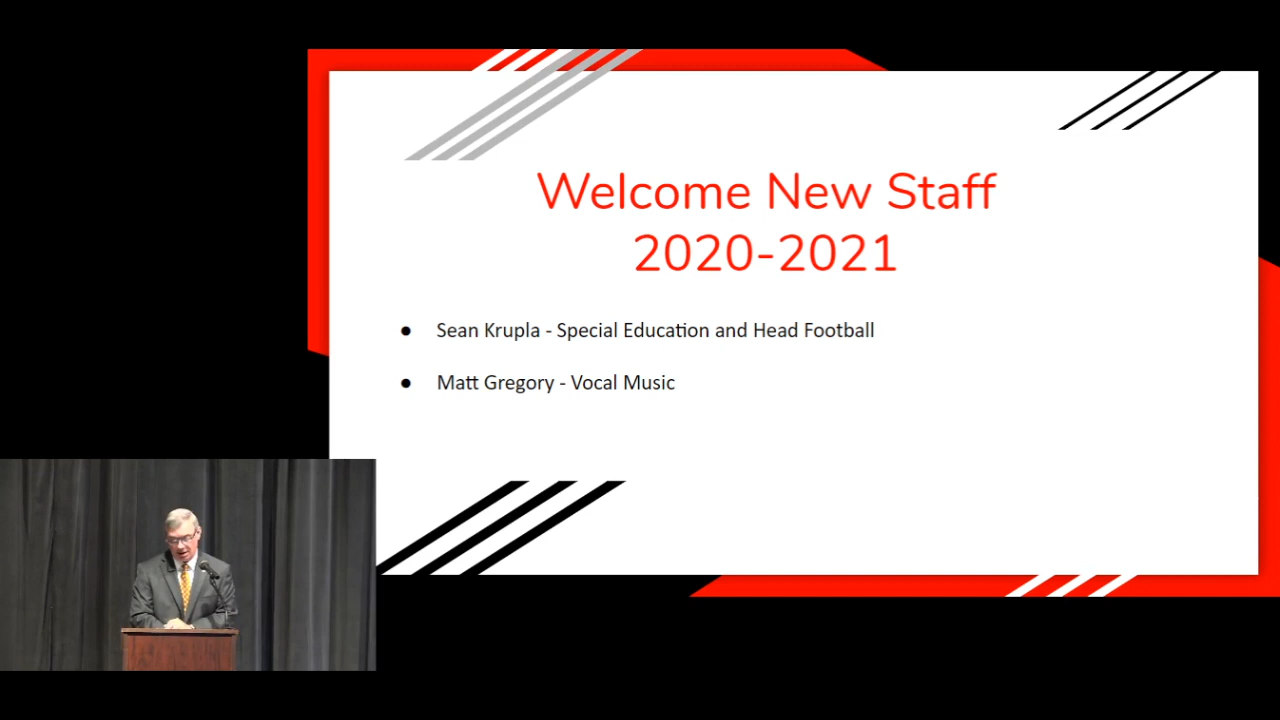 Welcome New Staff
2020-2021
● Sean Krupla - Special Education and Head Football
● Matt Gregory - Vocal Music